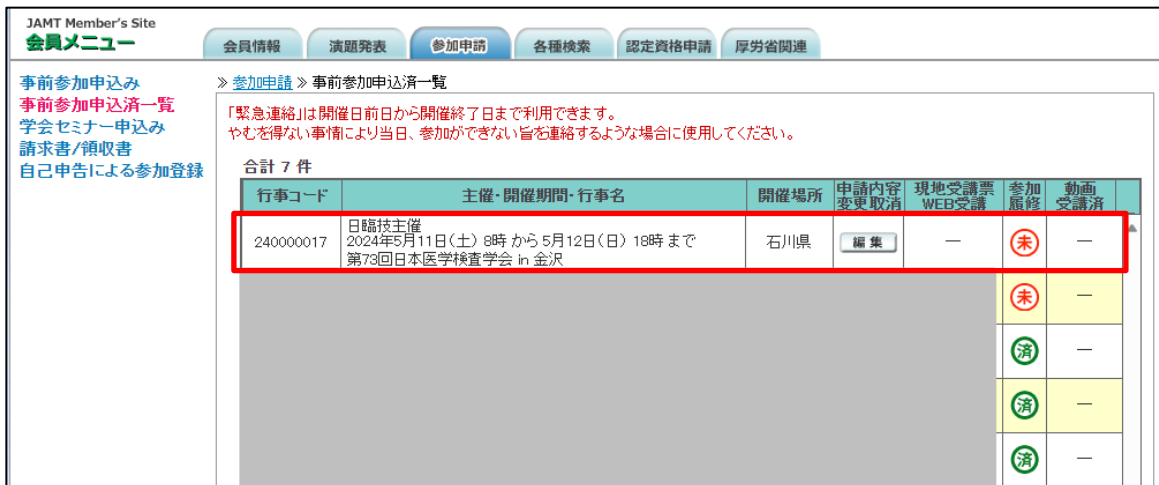 JAMT Member's Site
会員メニュー
会員情報 演題発表 参加申請 各種検索 認定資格申請 厚労省関連
事前参加申込み
事前参加申込済一覧
学会セミナー申込み
請求書/領収書
自己申告による参加登録
≫ 参加申請 ≫ 事前参加申込済一覧
「緊急連絡」は開催日前日から開催終了日まで利用できます。
やむを得ない事情により当日、参加ができない旨を連絡するような場合に使用してください。
合計 7 件
行事コード 主催・開催期間・行事名 開催場所 申請内容変更取消 現地受講票WEB受講 参加履修 動画受講済
240000017
日臨技主催
2024年5月11日(土) 8時 から 5月12日(日) 18時 まで
第73回日本医学検査学会 in 金沢
石川県 編 集 ― 未 ―
未 ―
済 ―
済 ―
済 ―